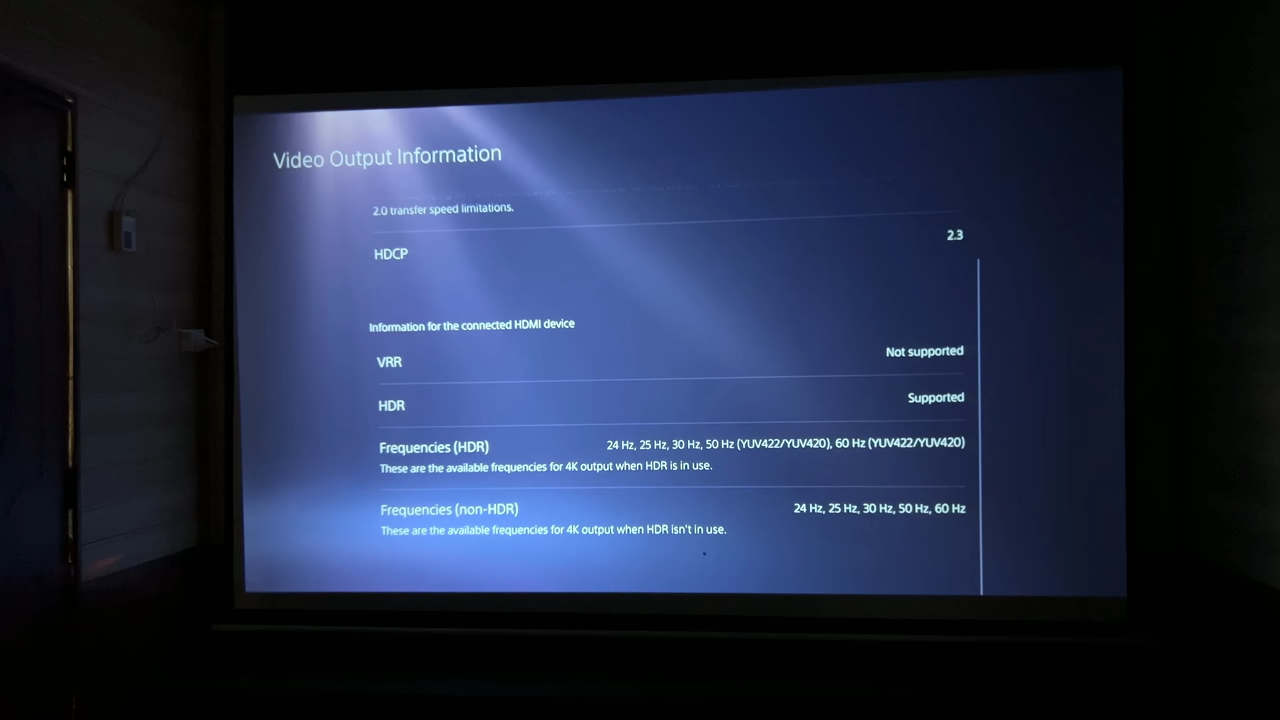 Video Output Information
2.0 transfer speed limitations.
HDCP 2.3
Information for the connected HDMI device
VRR Not supported
HDR Supported
Frequencies (HDR) 24 Hz, 25 Hz, 30 Hz, 50 Hz (YUV422/YUV420), 60 Hz (YUV422/YUV420)
These are the available frequencies for 4K output when HDR is in use.
Frequencies (non-HDR) 24 Hz, 25 Hz, 30 Hz, 50 Hz, 60 Hz
These are the available frequencies for 4K output when HDR isn't in use.